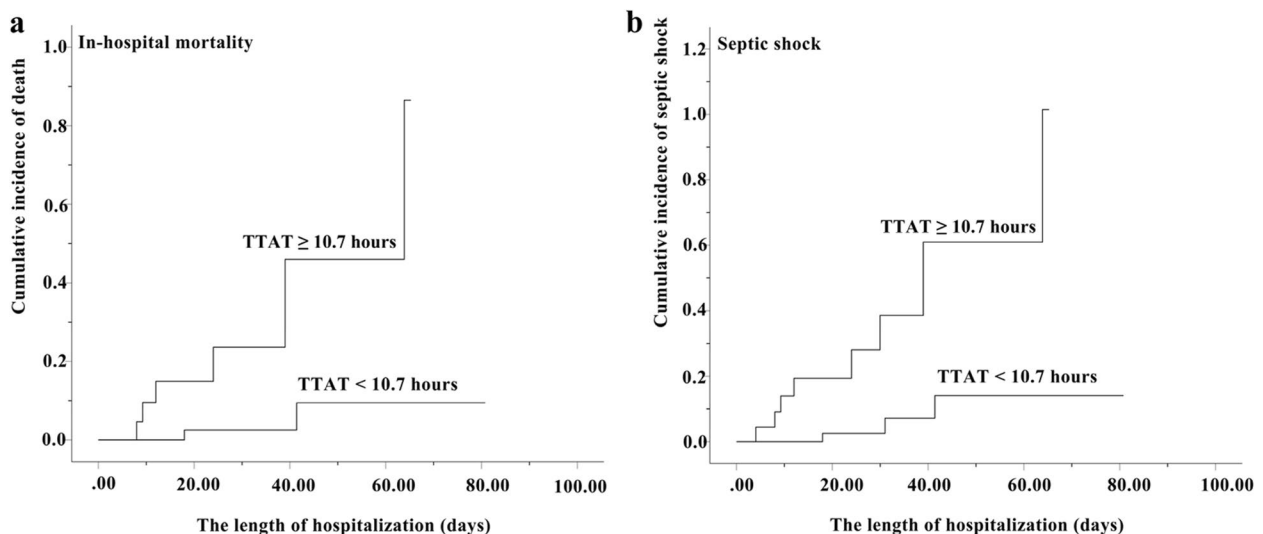 a
In-hospital mortality
Cumulative incidence of death
1.0
0.8
0.6
0.4
0.2
0.0
TTAT ≥ 10.7 hours
TTAT < 10.7 hours
.00 20.00 40.00 60.00 80.00 100.00
The length of hospitalization (days)
b
Septic shock
Cumulative incidence of septic shock
1.2
1.0
0.8
0.6
0.4
0.2
0.0
TTAT ≥ 10.7 hours
TTAT < 10.7 hours
.00 20.00 40.00 60.00 80.00 100.00
The length of hospitalization (days)